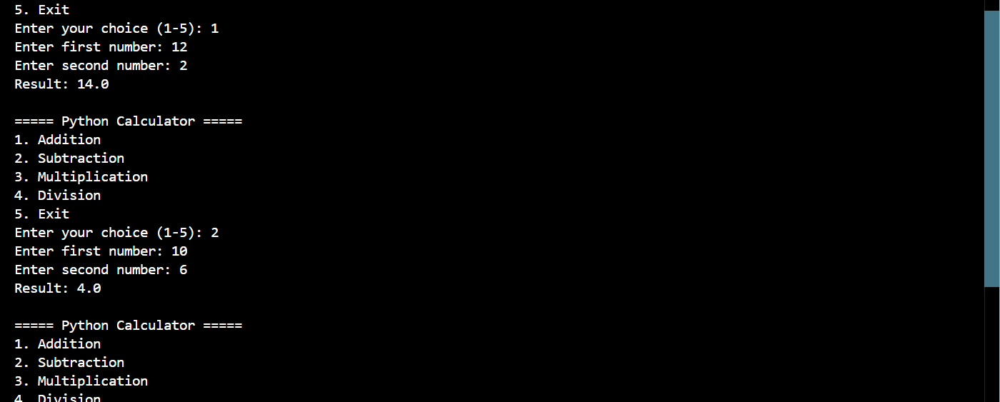 5. Exit
Enter your choice (1-5): 1
Enter first number: 12
Enter second number: 2
Result: 14.0
===== Python Calculator =====
1. Addition
2. Subtraction
3. Multiplication
4. Division
5. Exit
Enter your choice (1-5): 2
Enter first number: 10
Enter second number: 6
Result: 4.0
===== Python Calculator =====
1. Addition
2. Subtraction
3. Multiplication
4. Division